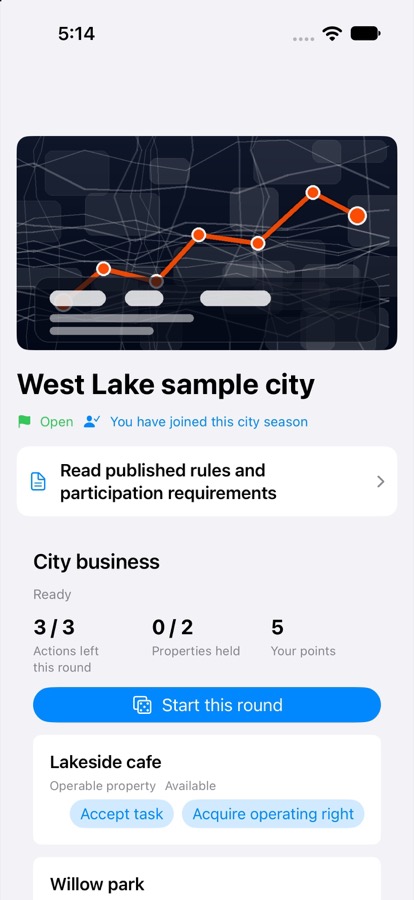 5:14
West Lake sample city
Open You have joined this city season
Read published rules and
participation requirements
City business
Ready
3 / 3 0 / 2 5
Actions left Properties held Your points
this round
Start this round
Lakeside cafe
Operable property Available
Accept task Acquire operating right
Willow park